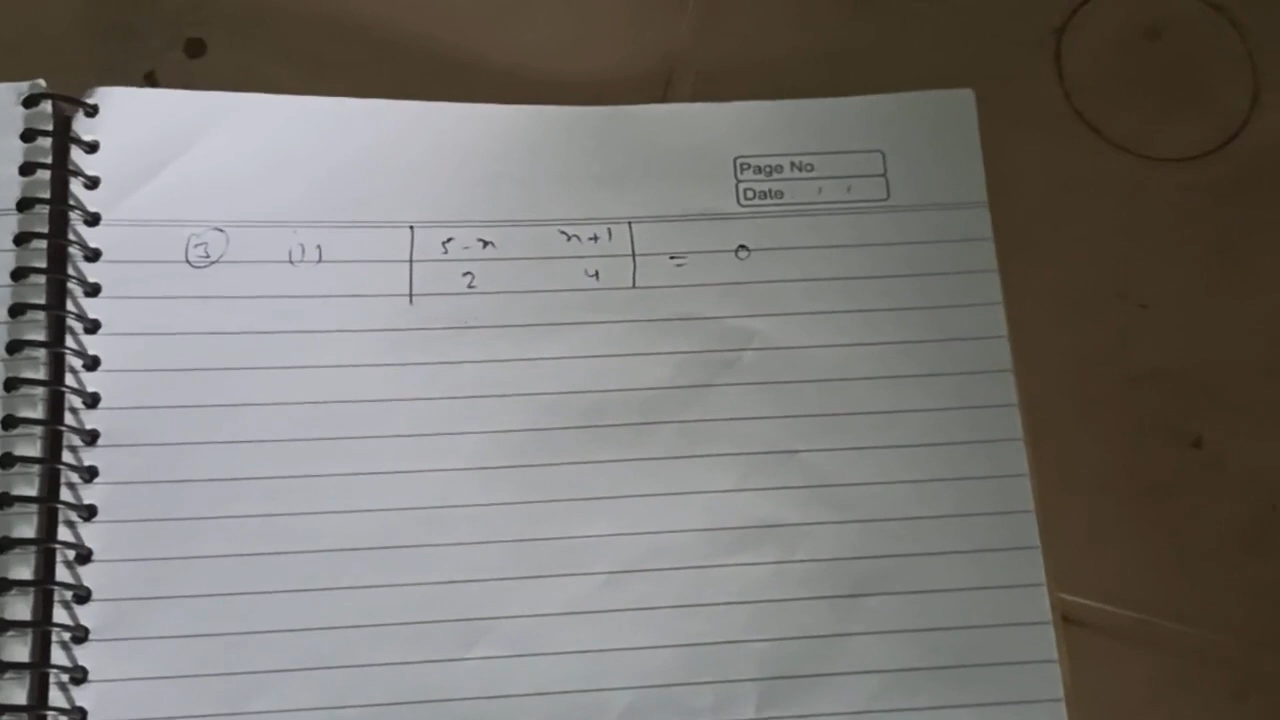 Page No
Date / /
③ i) | 5-x x+1 | = 0
| 2 4 |